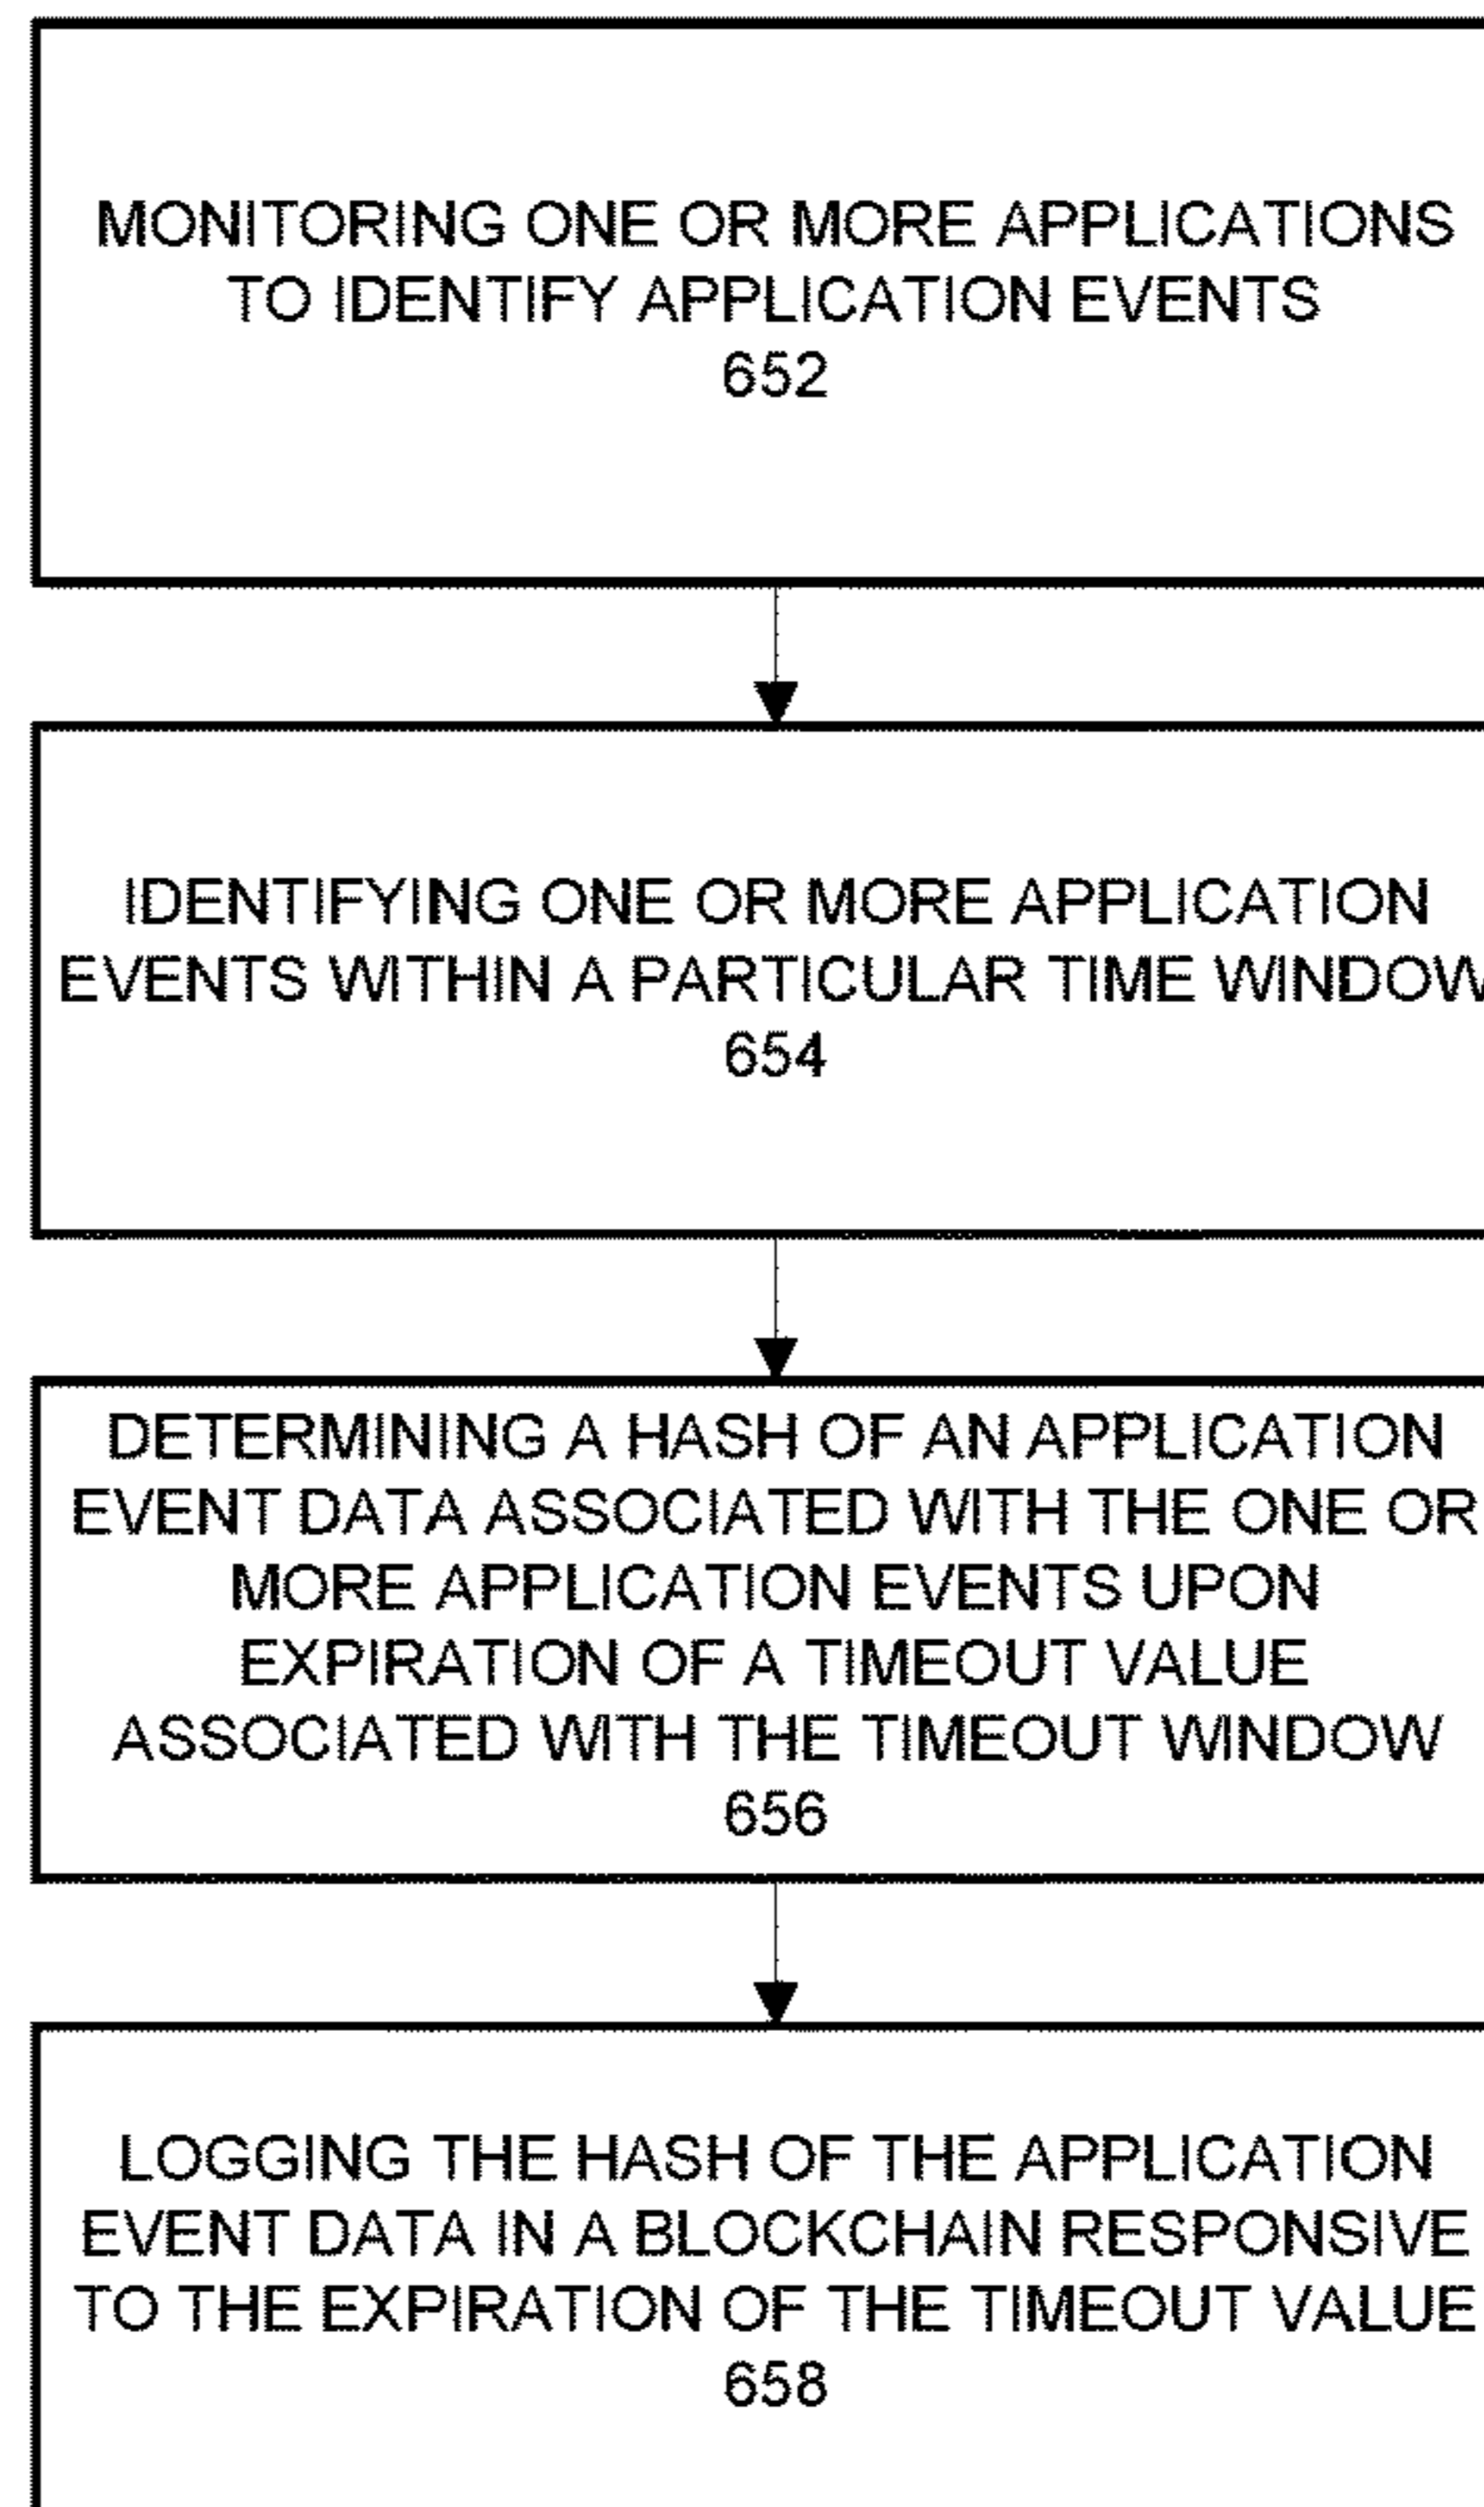 MONITORING ONE OR MORE APPLICATIONS
TO IDENTIFY APPLICATION EVENTS
652
IDENTIFYING ONE OR MORE APPLICATION
EVENTS WITHIN A PARTICULAR TIME WINDOW
654
DETERMINING A HASH OF AN APPLICATION
EVENT DATA ASSOCIATED WITH THE ONE OR
MORE APPLICATION EVENTS UPON
EXPIRATION OF A TIMEOUT VALUE
ASSOCIATED WITH THE TIMEOUT WINDOW
656
LOGGING THE HASH OF THE APPLICATION
EVENT DATA IN A BLOCKCHAIN RESPONSIVE
TO THE EXPIRATION OF THE TIMEOUT VALUE
658